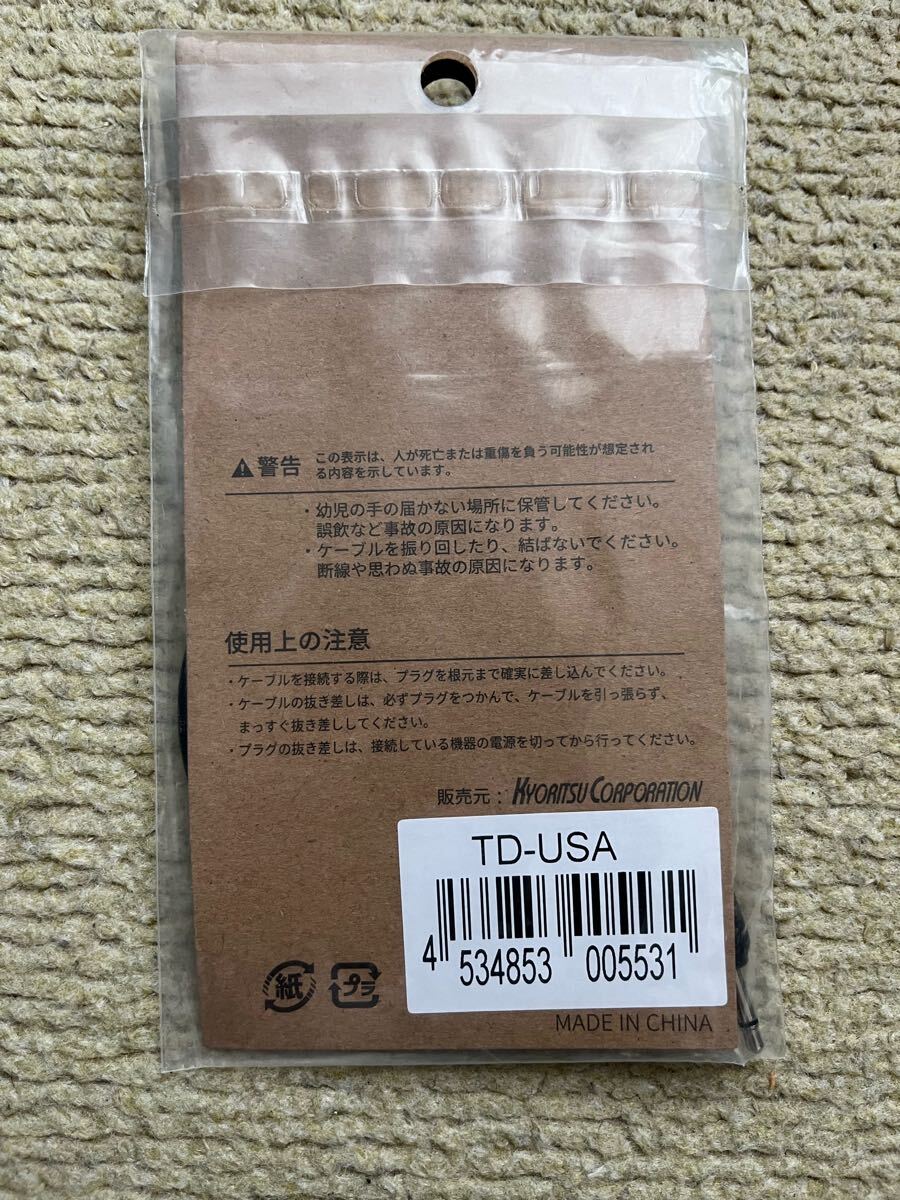 警告 この表示は、人が死亡または重傷を負う可能性が想定され
る内容を示しています。
・幼児の手の届かない場所に保管してください。
誤飲など事故の原因になります。
・ケーブルを振り回したり、結ばないでください。
断線や思わぬ事故の原因になります。
使用上の注意
・ケーブルを接続する際は、プラグを根元まで確実に差し込んでください。
・ケーブルの抜き差しは、必ずプラグをつかんで、ケーブルを引っ張らず、
まっすぐ抜き差ししてください。
・プラグの抜き差しは、接続している機器の電源を切ってから行ってください。
販売元：KYORITSU CORPORATION
TD-USA
4 534853 005531
紙 プラ
MADE IN CHINA